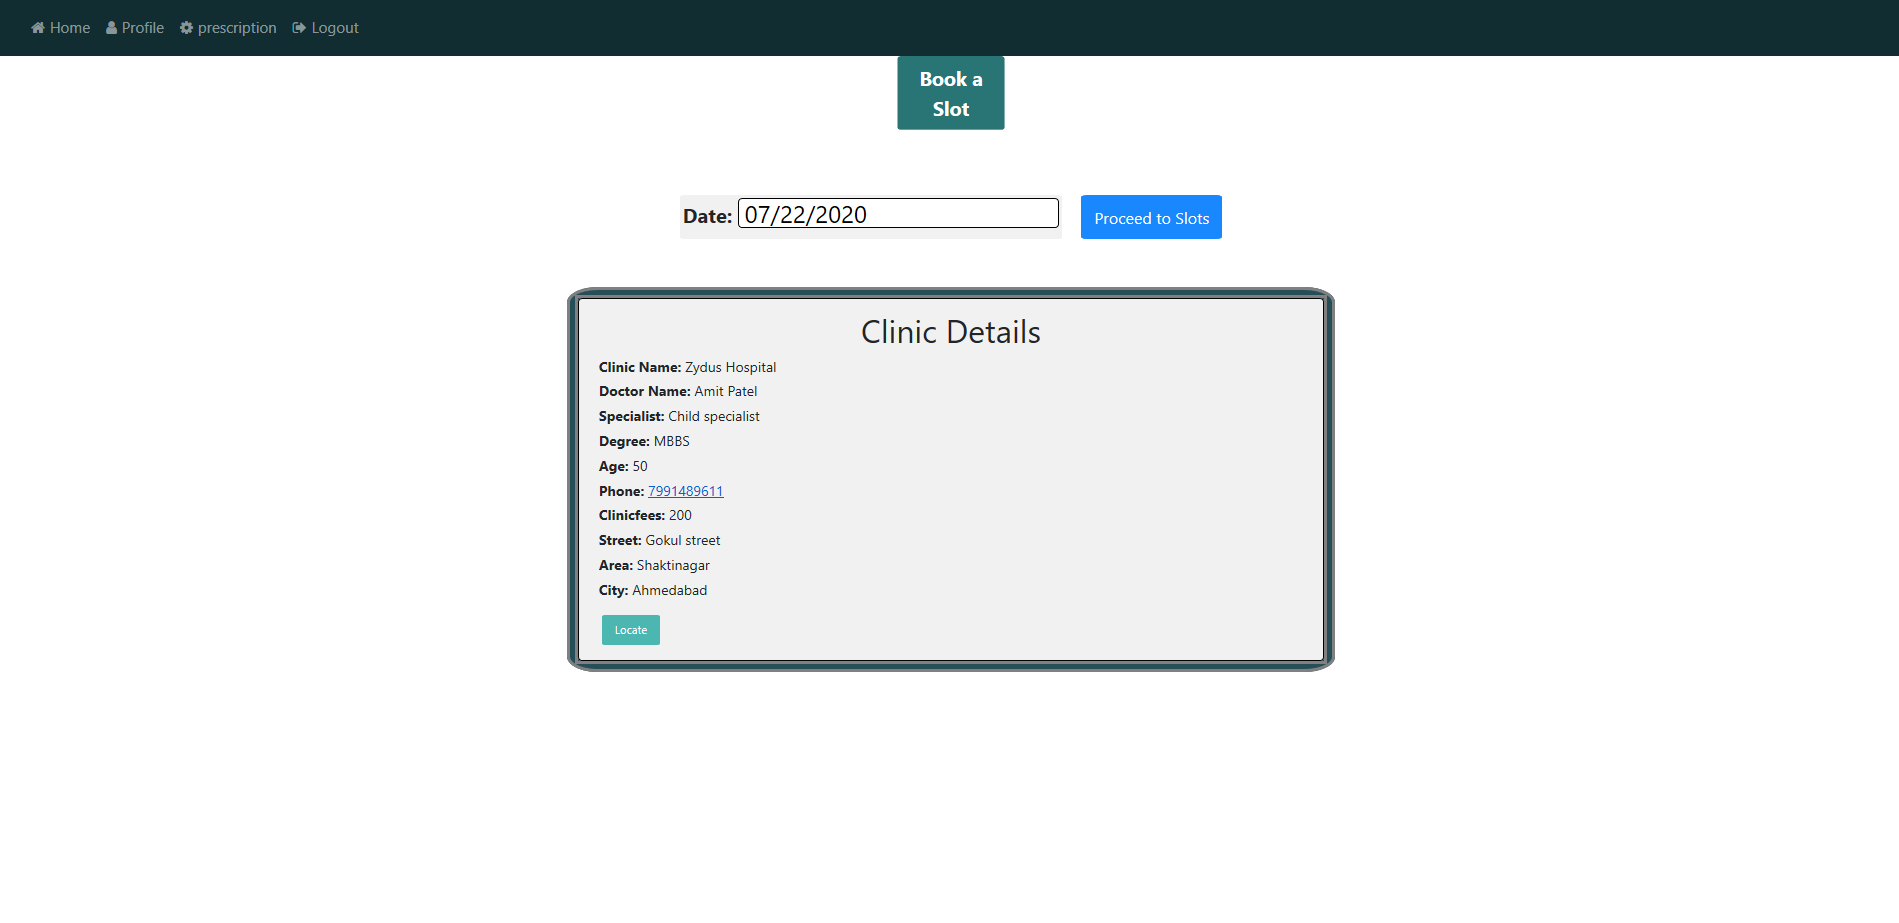 Home Profile prescription Logout
Book a
Slot
Date: 07/22/2020 Proceed to Slots
Clinic Details
Clinic Name: Zydus Hospital
Doctor Name: Amit Patel
Specialist: Child specialist
Degree: MBBS
Age: 50
Phone: 7991489611
Clinicfees: 200
Street: Gokul street
Area: Shaktinagar
City: Ahmedabad
Locate